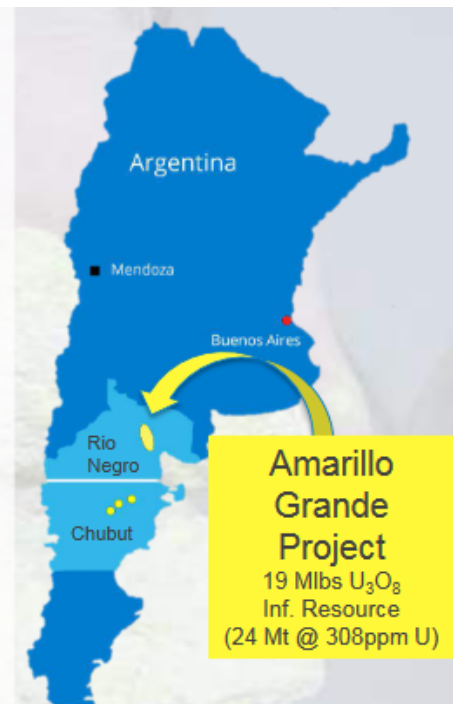 Argentina
Mendoza
Buenos Aires
Rio
Negro
Chubut
Amarillo
Grande
Project
19 Mlbs U₃O₈
Inf. Resource
(24 Mt @ 308ppm U)